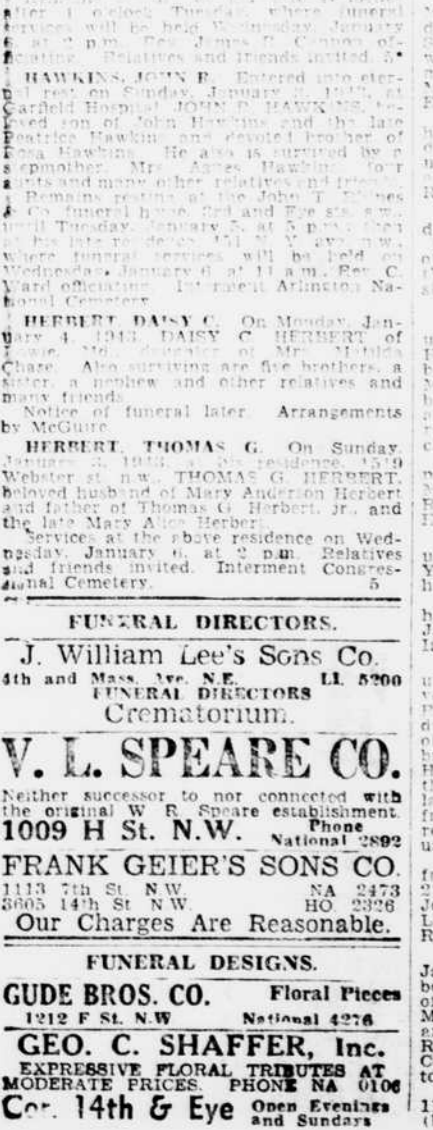 after 4 o'clock Tuesday, where funeral
services will be held Wednesday, January
6, at 2 p.m. Rev. James P. Cannon of-
ficiating. Relatives and friends invited. 5*
HAWKINS, JOHN R. Entered into eter-
nal rest on Sunday, January 3, 1943, at
Garfield Hospital JOHN R. HAWKINS, be-
loved son of John Hawkins and the late
Beatrice Hawkins and devoted brother of
Rosa Hawkins. He also is survived by a
stepmother, Mrs. Agnes Hawkins, four
aunts and many other relatives and friends.
Remains resting at the John T. Rhines
& Co. funeral home, 3rd and Eye sts. s.w.,
until Tuesday, January 5, at 5 p.m., then
at his late residence, 151 N. Y. ave. n.w.,
where funeral services will be held on
Wednesday, January 6, at 11 a.m., Rev. C.
Ward officiating. Interment Arlington Na-
tional Cemetery.
HERBERT, DAISY C. On Monday, Jan-
uary 4, 1943, DAISY C. HERBERT of
Bowie, Md., daughter of Mrs. Matilda
Chase. Also surviving are five brothers, a
sister, a nephew and other relatives and
many friends.
Notice of funeral later. Arrangements
by McGuire.
HERBERT, THOMAS G. On Sunday,
January 3, 1943, at his residence, 1519
Webster st. n.w., THOMAS G. HERBERT,
beloved husband of Mary Anderson Herbert
and father of Thomas G. Herbert, jr., and
the late Mary Alice Herbert.
Services at the above residence on Wed-
nesday, January 6, at 2 p.m. Relatives
and friends invited. Interment Congres-
sional Cemetery. 5
FUNERAL DIRECTORS.
J. William Lee's Sons Co.
4th and Mass. Ave. N.E. LI. 5200
FUNERAL DIRECTORS
Crematorium.
V. L. SPEARE CO.
Neither successor to nor connected with
the original W. R. Speare establishment.
1009 H St. N.W. Phone
National 2892
FRANK GEIER'S SONS CO.
1113 7th St. N.W. NA 2473
3605 14th St. N.W. HO 2326
Our Charges Are Reasonable.
FUNERAL DESIGNS.
GUDE BROS. CO. Floral Pieces
1212 F St. N.W. National 4276
GEO. C. SHAFFER, Inc.
EXPRESSIVE FLORAL TRIBUTES AT
MODERATE PRICES. PHONE NA 0106
Cor. 14th & Eye Open Evenings
and Sundays